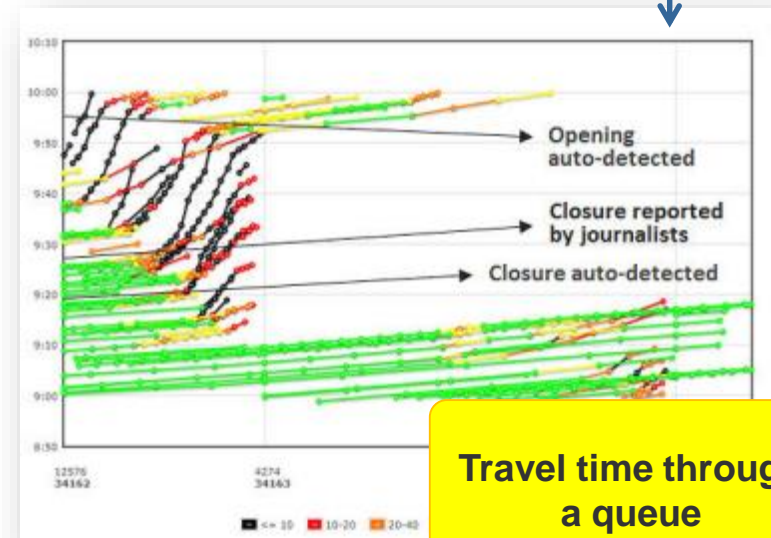 10:10
10:00
9:50
9:40
9:30
9:20
9:10
9:00
8:50
Opening
auto-detected
Closure reported
by journalists
Closure auto-detected
12576
34162
4274
34163
<= 10
10-20
20-40
Travel time throug
a queue